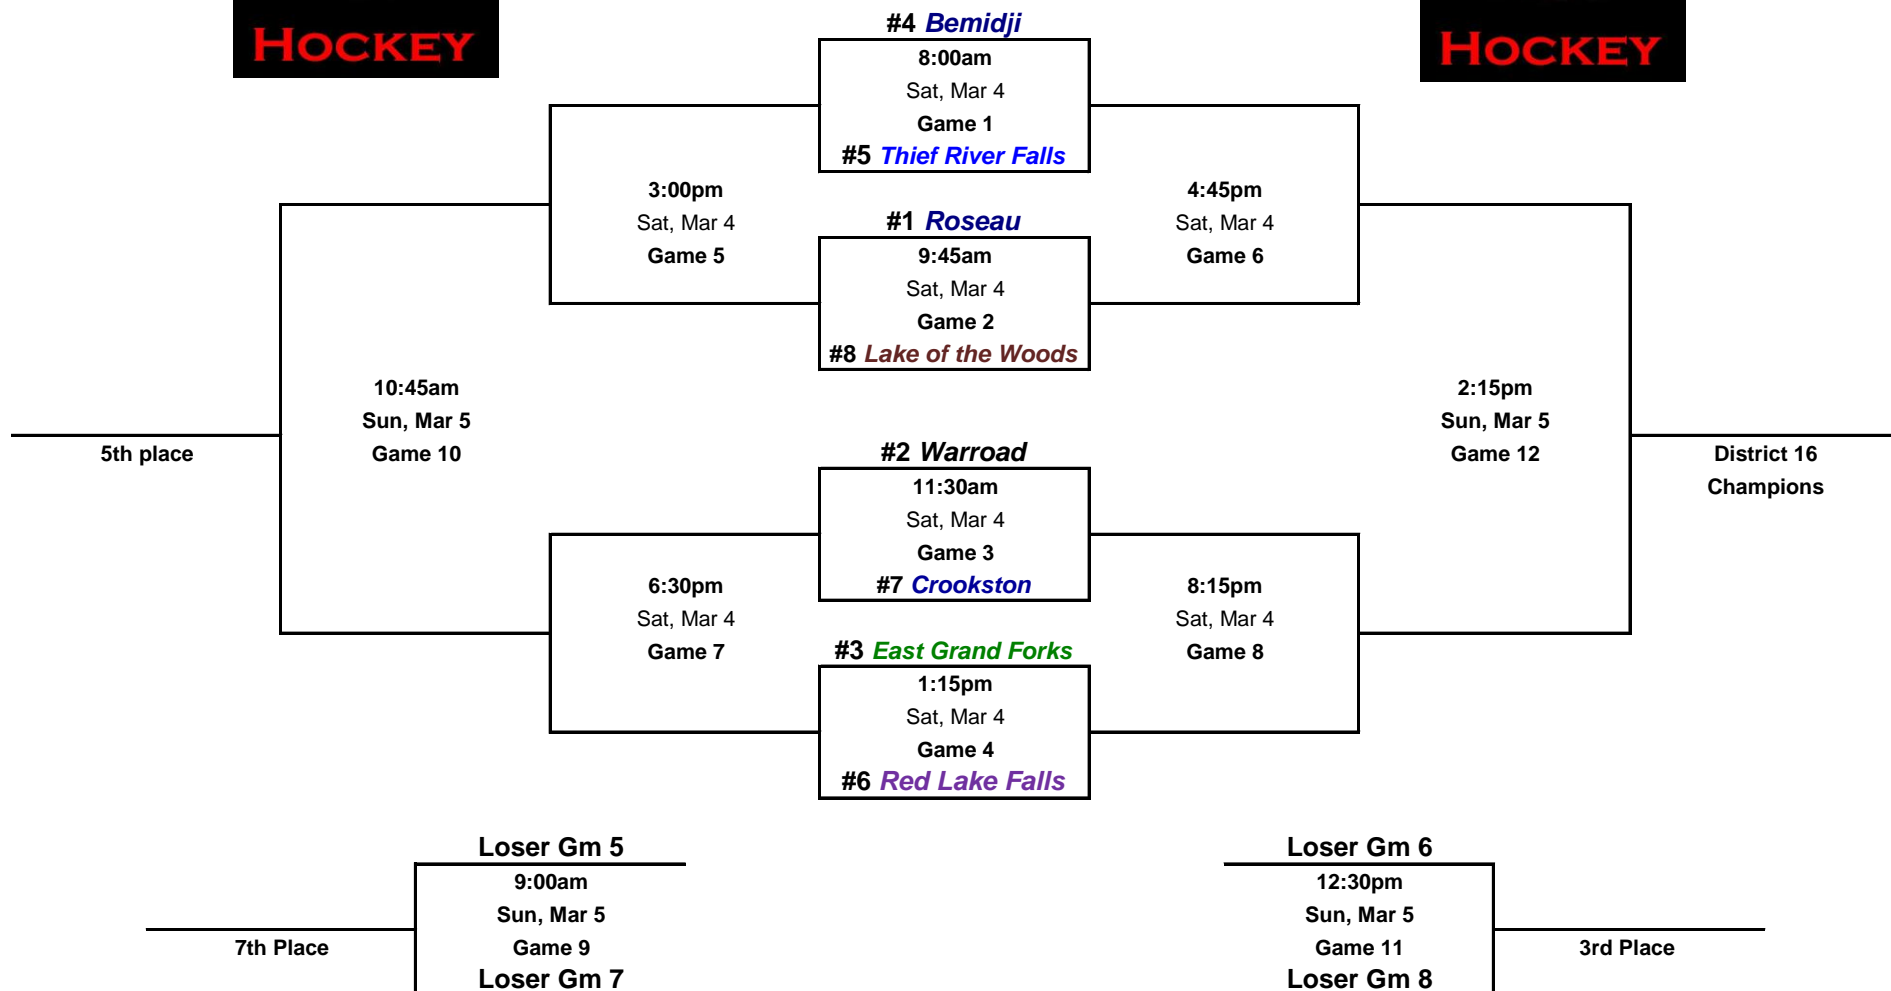 HOCKEY
HOCKEY
#4 Bemidji
8:00am
Sat, Mar 4
Game 1
#5 Thief River Falls
3:00pm
Sat, Mar 4
Game 5
4:45pm
Sat, Mar 4
Game 6
#1 Roseau
9:45am
Sat, Mar 4
Game 2
#8 Lake of the Woods
10:45am
Sun, Mar 5
Game 10
5th place
2:15pm
Sun, Mar 5
Game 12
District 16
Champions
#2 Warroad
11:30am
Sat, Mar 4
Game 3
#7 Crookston
6:30pm
Sat, Mar 4
Game 7
8:15pm
Sat, Mar 4
Game 8
#3 East Grand Forks
1:15pm
Sat, Mar 4
Game 4
#6 Red Lake Falls
Loser Gm 5
9:00am
Sun, Mar 5
Game 9
Loser Gm 7
7th Place
Loser Gm 6
12:30pm
Sun, Mar 5
Game 11
Loser Gm 8
3rd Place